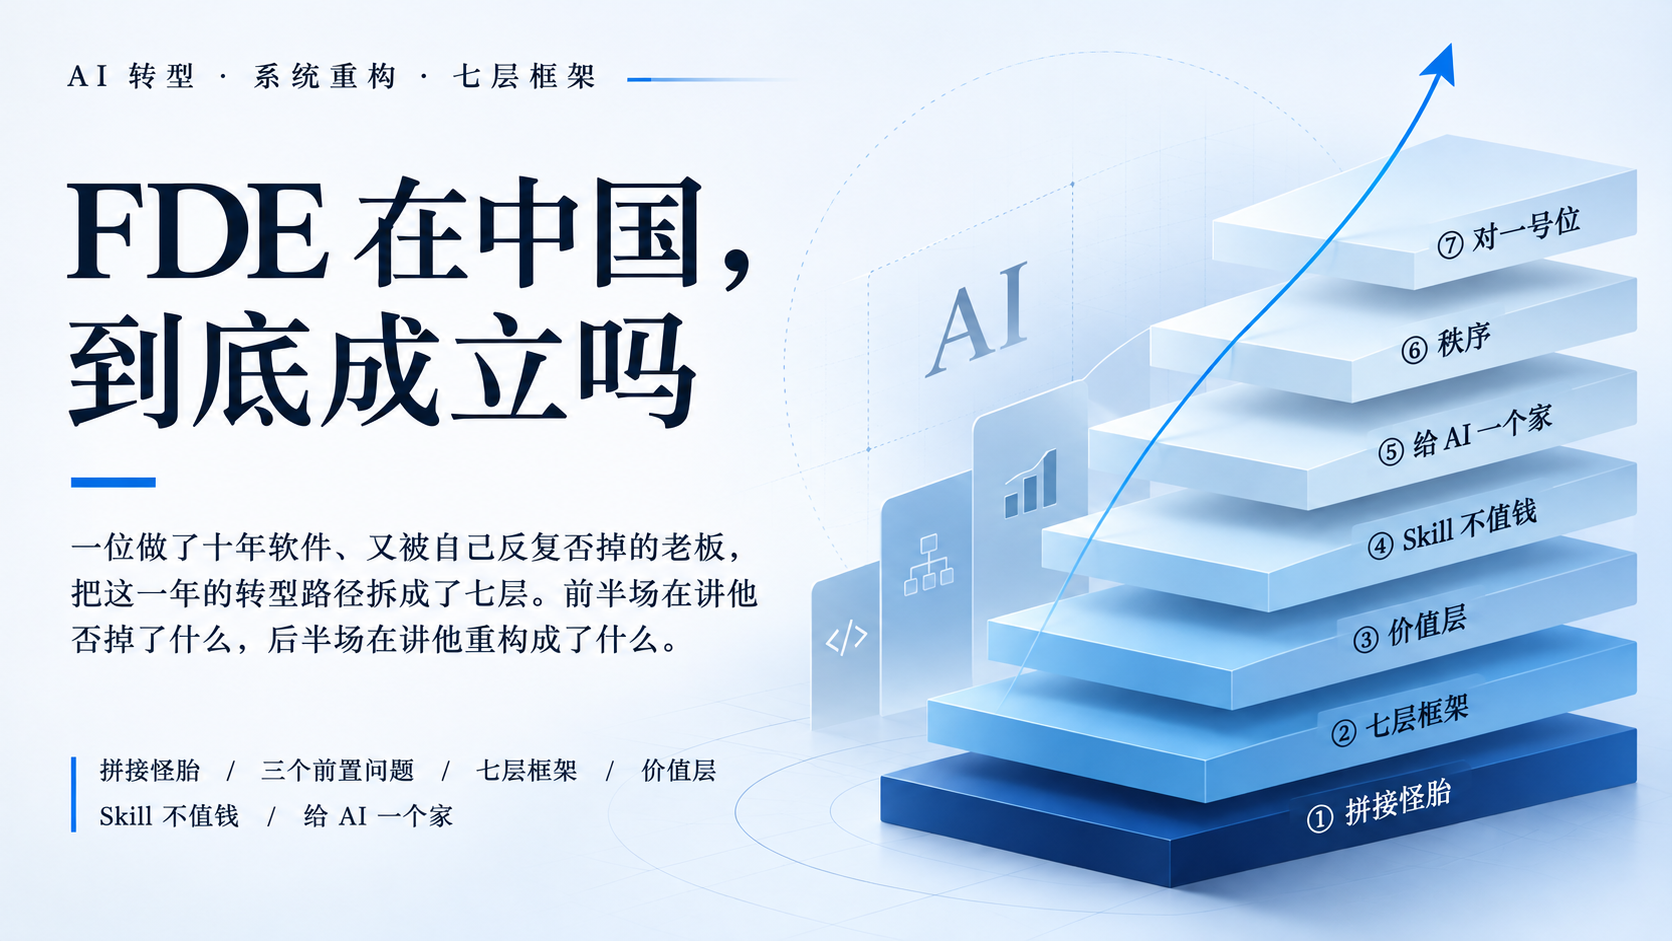 AI 转型 · 系统重构 · 七层框架
FDE 在中国，
到底成立吗
一位做了十年软件、又被自己反复否掉的老板，
把这一年的转型路径拆成了七层。前半场在讲他
否掉了什么，后半场在讲他重构成了什么。
拼接怪胎 / 三个前置问题 / 七层框架 / 价值层
Skill 不值钱 / 给 AI 一个家
AI
</>
⑦ 对一号位
⑥ 秩序
⑤ 给 AI 一个家
④ Skill 不值钱
③ 价值层
② 七层框架
① 拼接怪胎